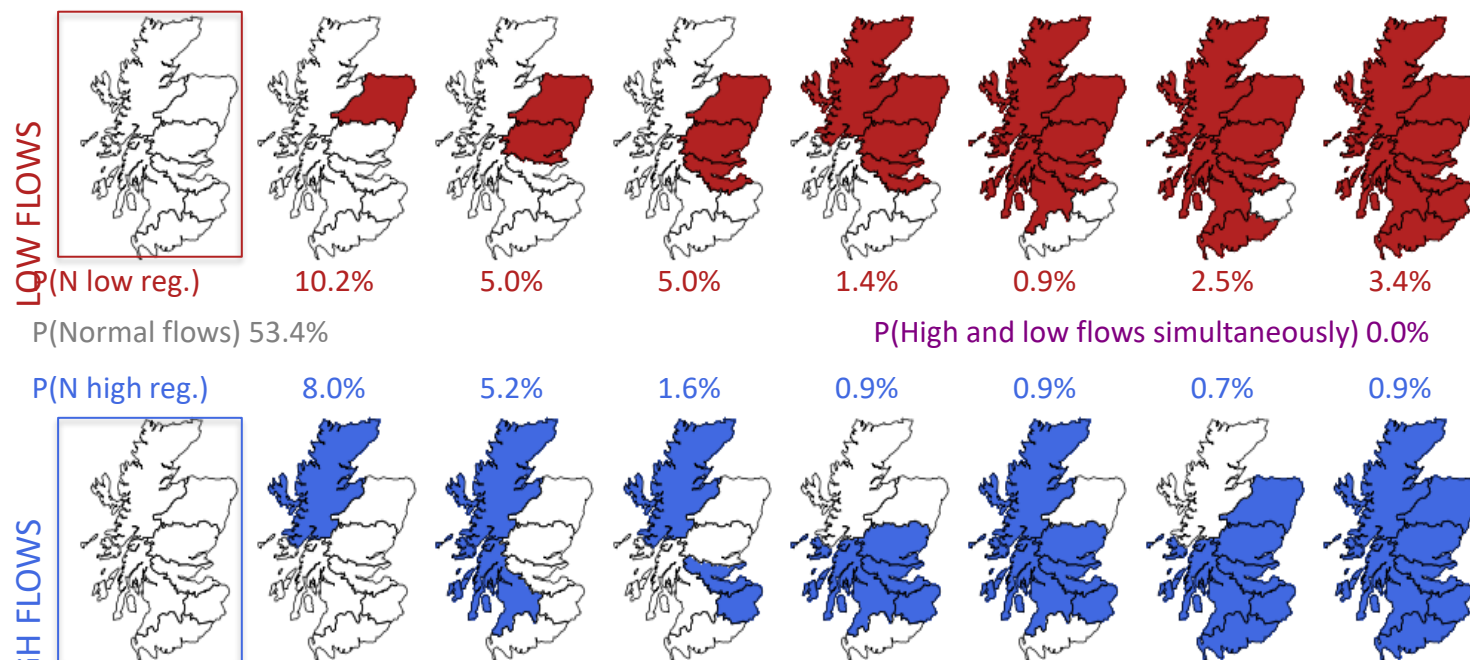 LOW FLOWS
P(N low reg.) 10.2% 5.0% 5.0% 1.4% 0.9% 2.5% 3.4%
P(Normal flows) 53.4% P(High and low flows simultaneously) 0.0%
P(N high reg.) 8.0% 5.2% 1.6% 0.9% 0.9% 0.7% 0.9%
GH FLOWS